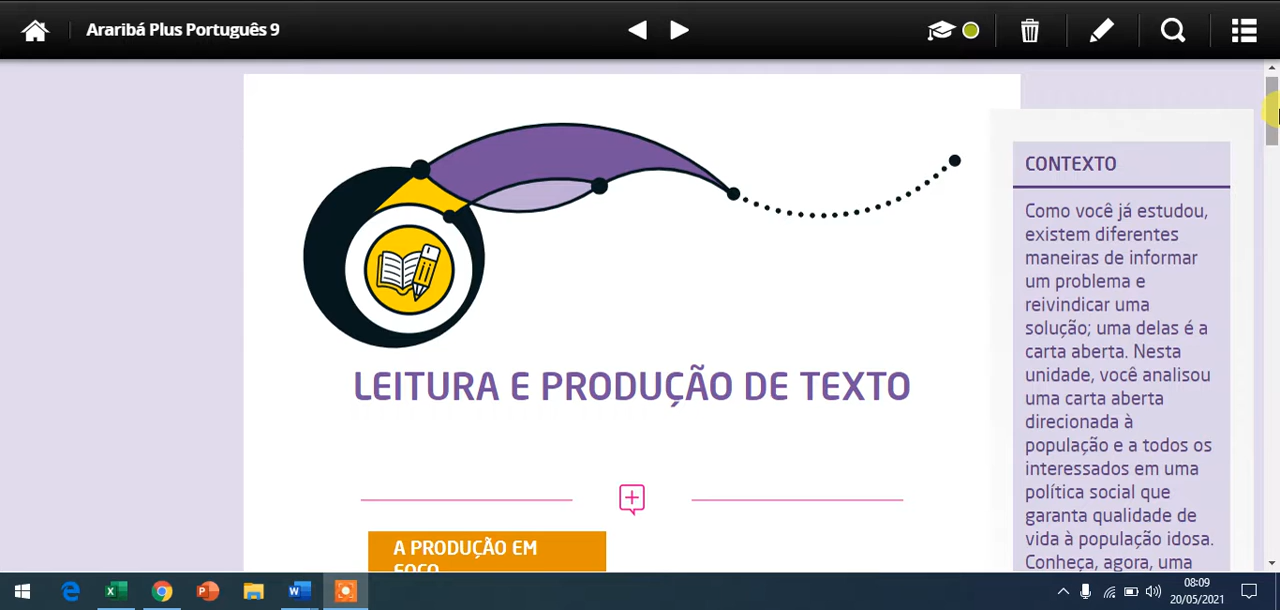 Araribá Plus Português 9
LEITURA E PRODUÇÃO DE TEXTO
A PRODUÇÃO EM
FOCO
CONTEXTO
Como você já estudou,
existem diferentes
maneiras de informar
um problema e
reivindicar uma
solução; uma delas é a
carta aberta. Nesta
unidade, você analisou
uma carta aberta
direcionada à
população e a todos os
interessados em uma
política social que
garanta qualidade de
vida à população idosa.
Conheça, agora, uma
08:09
20/05/2021